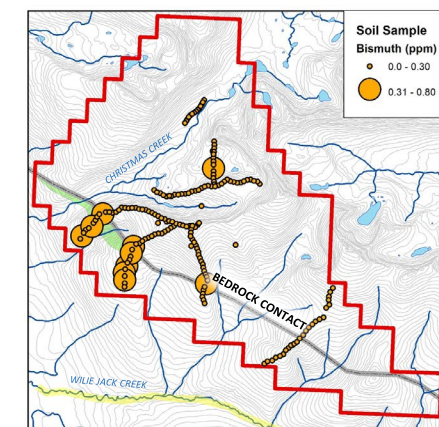 Soil Sample
Bismuth (ppm)
0.0 - 0.30
0.31 - 0.80
CHRISTMAS CREEK
BEDROCK CONTACT
WILIE JACK CREEK